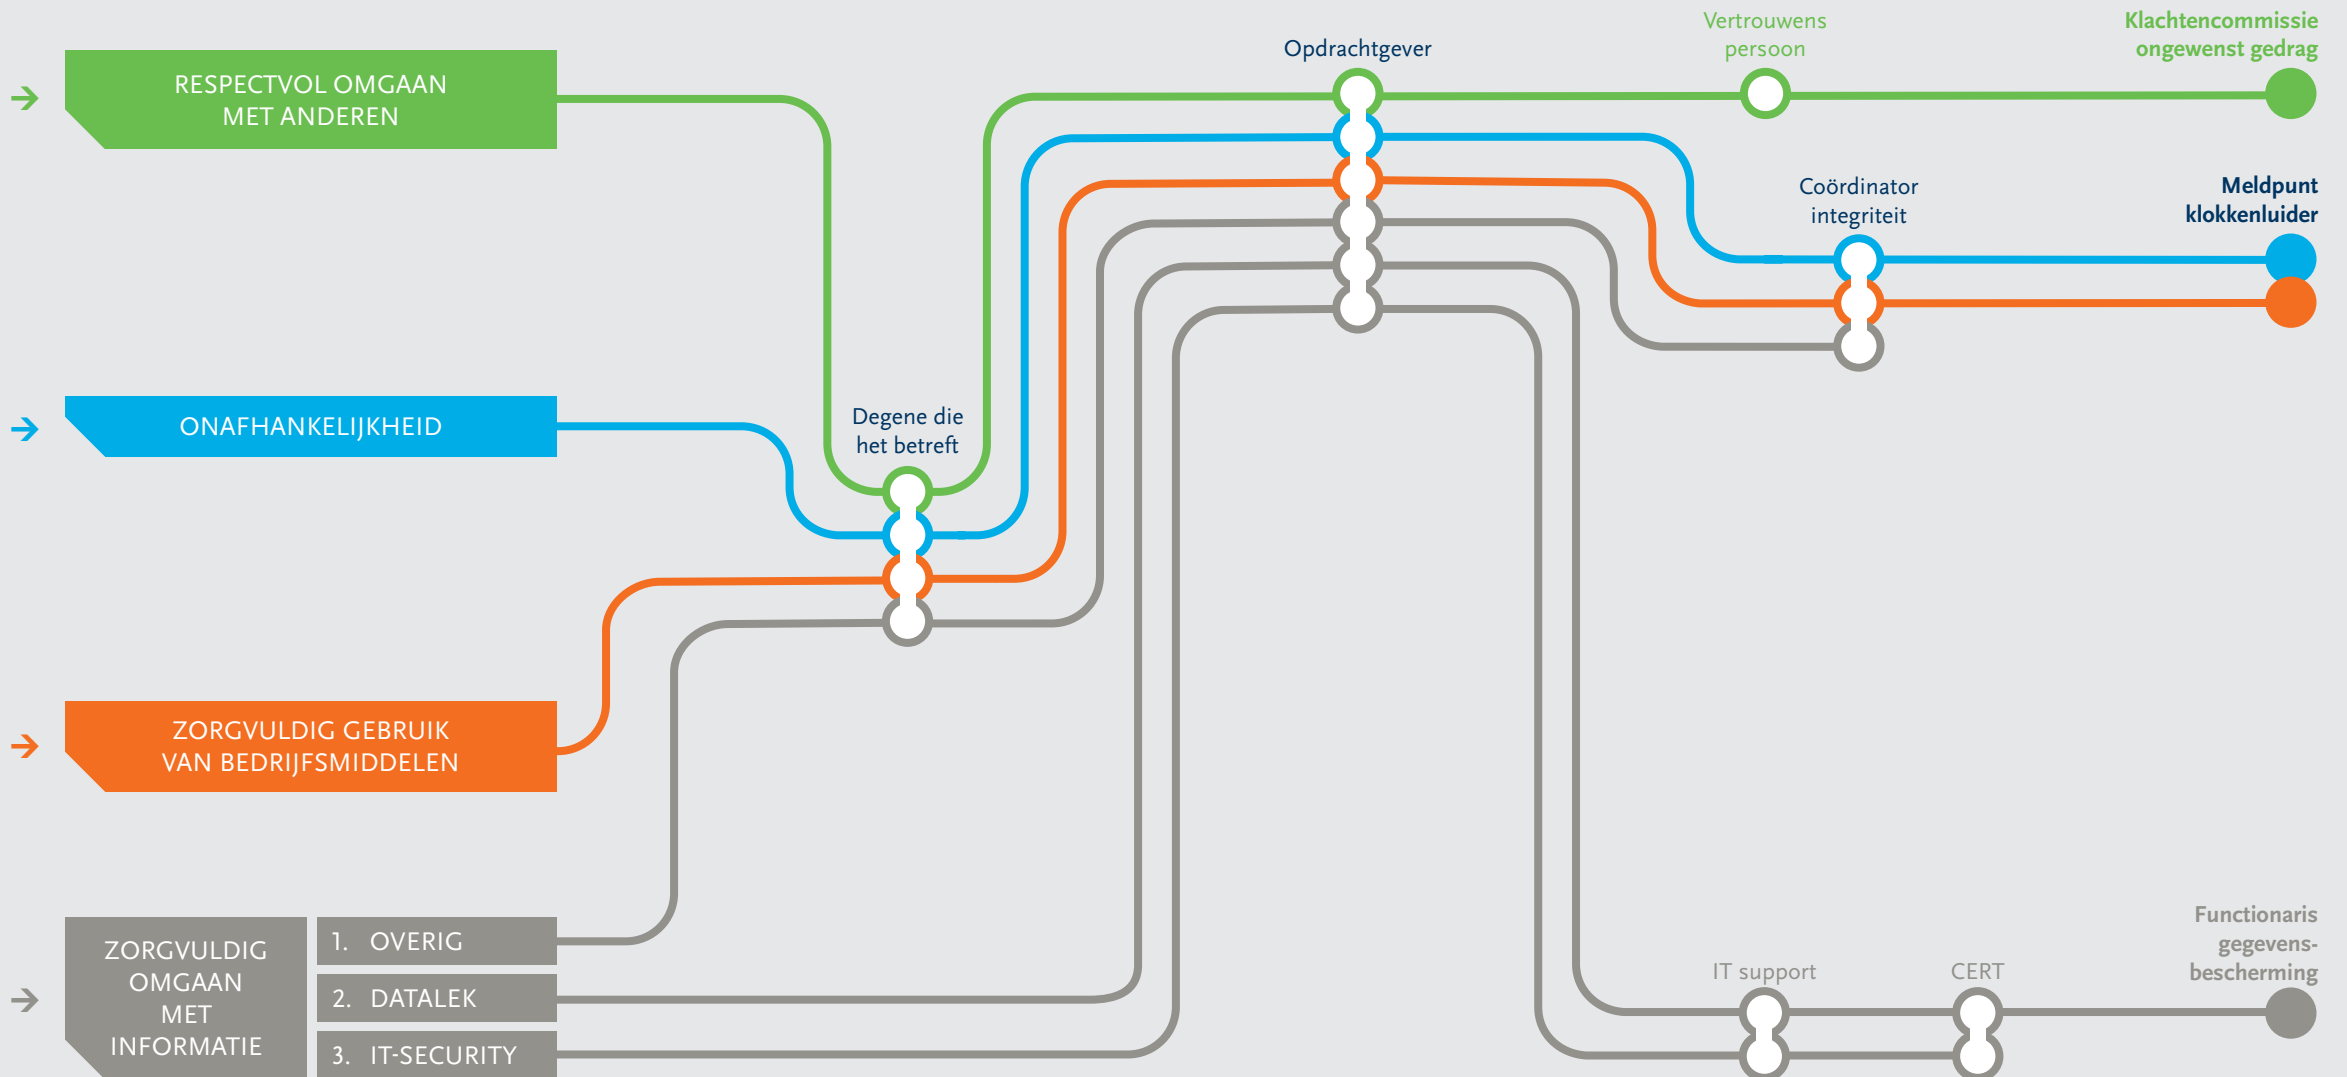 RESPECTVOL OMGAAN
MET ANDEREN
Opdrachtgever
Vertrouwens
persoon
Klachtencommissie
ongewenst gedrag
ONAFHANKELIJKHEID
Degene die
het betreft
Coördinator
integriteit
Meldpunt
klokkenluider
ZORGVULDIG GEBRUIK
VAN BEDRIJFSMIDDELEN
ZORGVULDIG
OMGAAN
MET
INFORMATIE
1. OVERIG
2. DATALEK
3. IT-SECURITY
IT support
CERT
Functionaris
gegevens-
bescherming